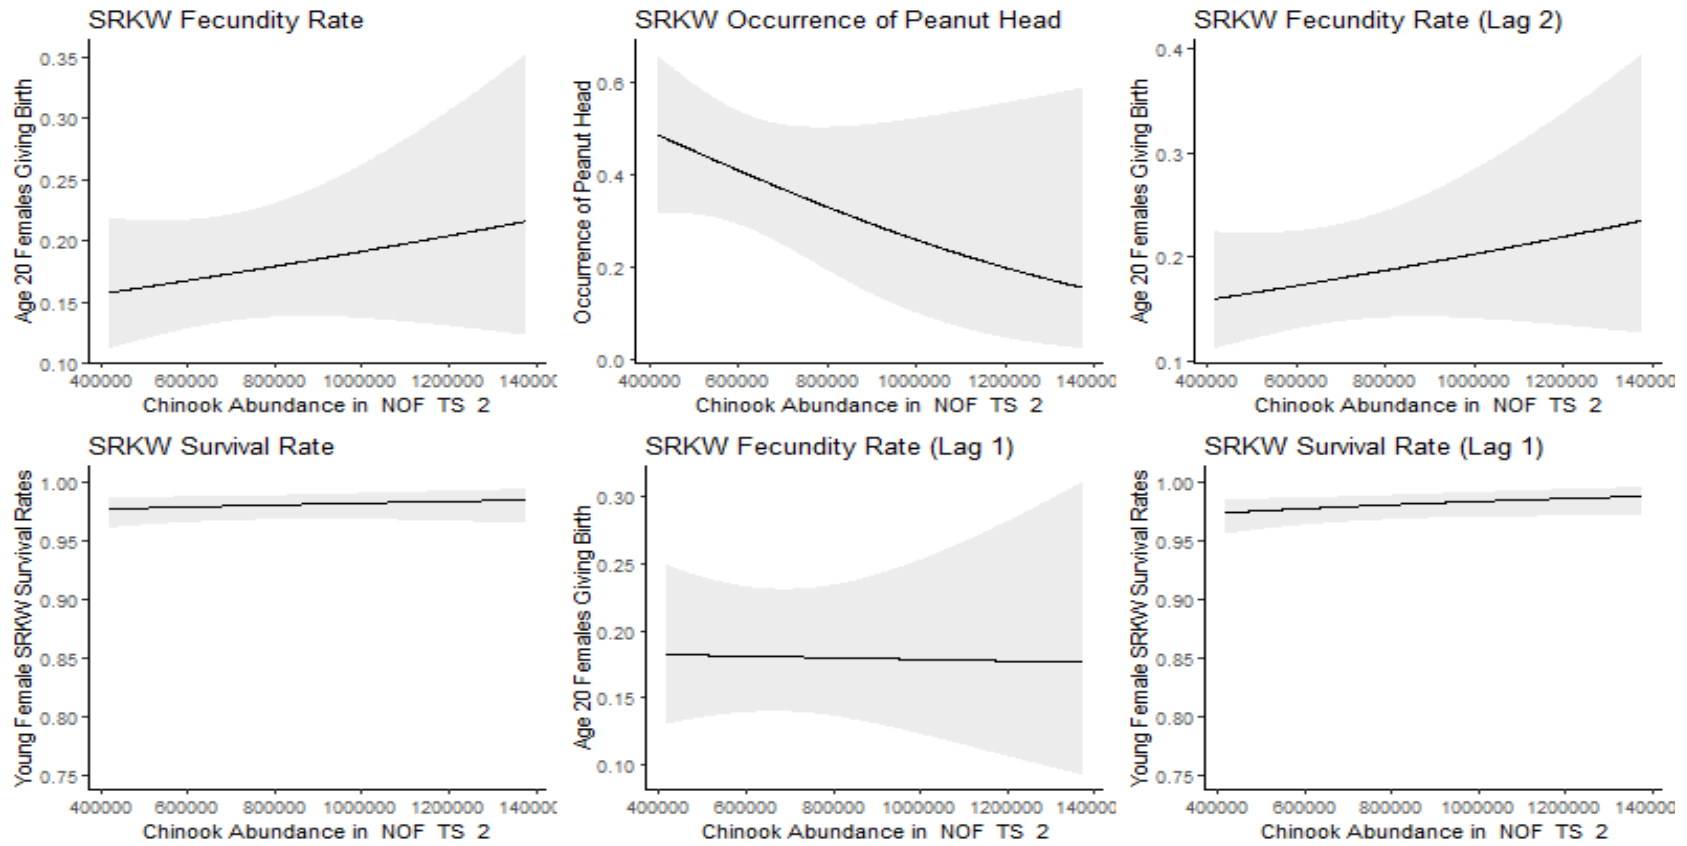 SRKW Fecundity Rate
Age 20 Females Giving Birth
0.35
0.30
0.25
0.20
0.15
0.10
400000 600000 800000 1000000 1200000 140000
Chinook Abundance in NOF TS 2
SRKW Occurrence of Peanut Head
Occurrence of Peanut Head
0.6
0.4
0.2
0.0
400000 600000 800000 1000000 1200000 140000
Chinook Abundance in NOF TS 2
SRKW Fecundity Rate (Lag 2)
Age 20 Females Giving Birth
0.4
0.3
0.2
0.1
400000 600000 800000 1000000 1200000 140000
Chinook Abundance in NOF TS 2
SRKW Survival Rate
Young Female SRKW Survival Rates
1.00
0.95
0.90
0.85
0.80
0.75
400000 600000 800000 1000000 1200000 140000
Chinook Abundance in NOF TS 2
SRKW Fecundity Rate (Lag 1)
Age 20 Females Giving Birth
0.30
0.25
0.20
0.15
0.10
400000 600000 800000 1000000 1200000 140000
Chinook Abundance in NOF TS 2
SRKW Survival Rate (Lag 1)
Young Female SRKW Survival Rates
1.00
0.95
0.90
0.85
0.80
0.75
400000 600000 800000 1000000 1200000 140000
Chinook Abundance in NOF TS 2